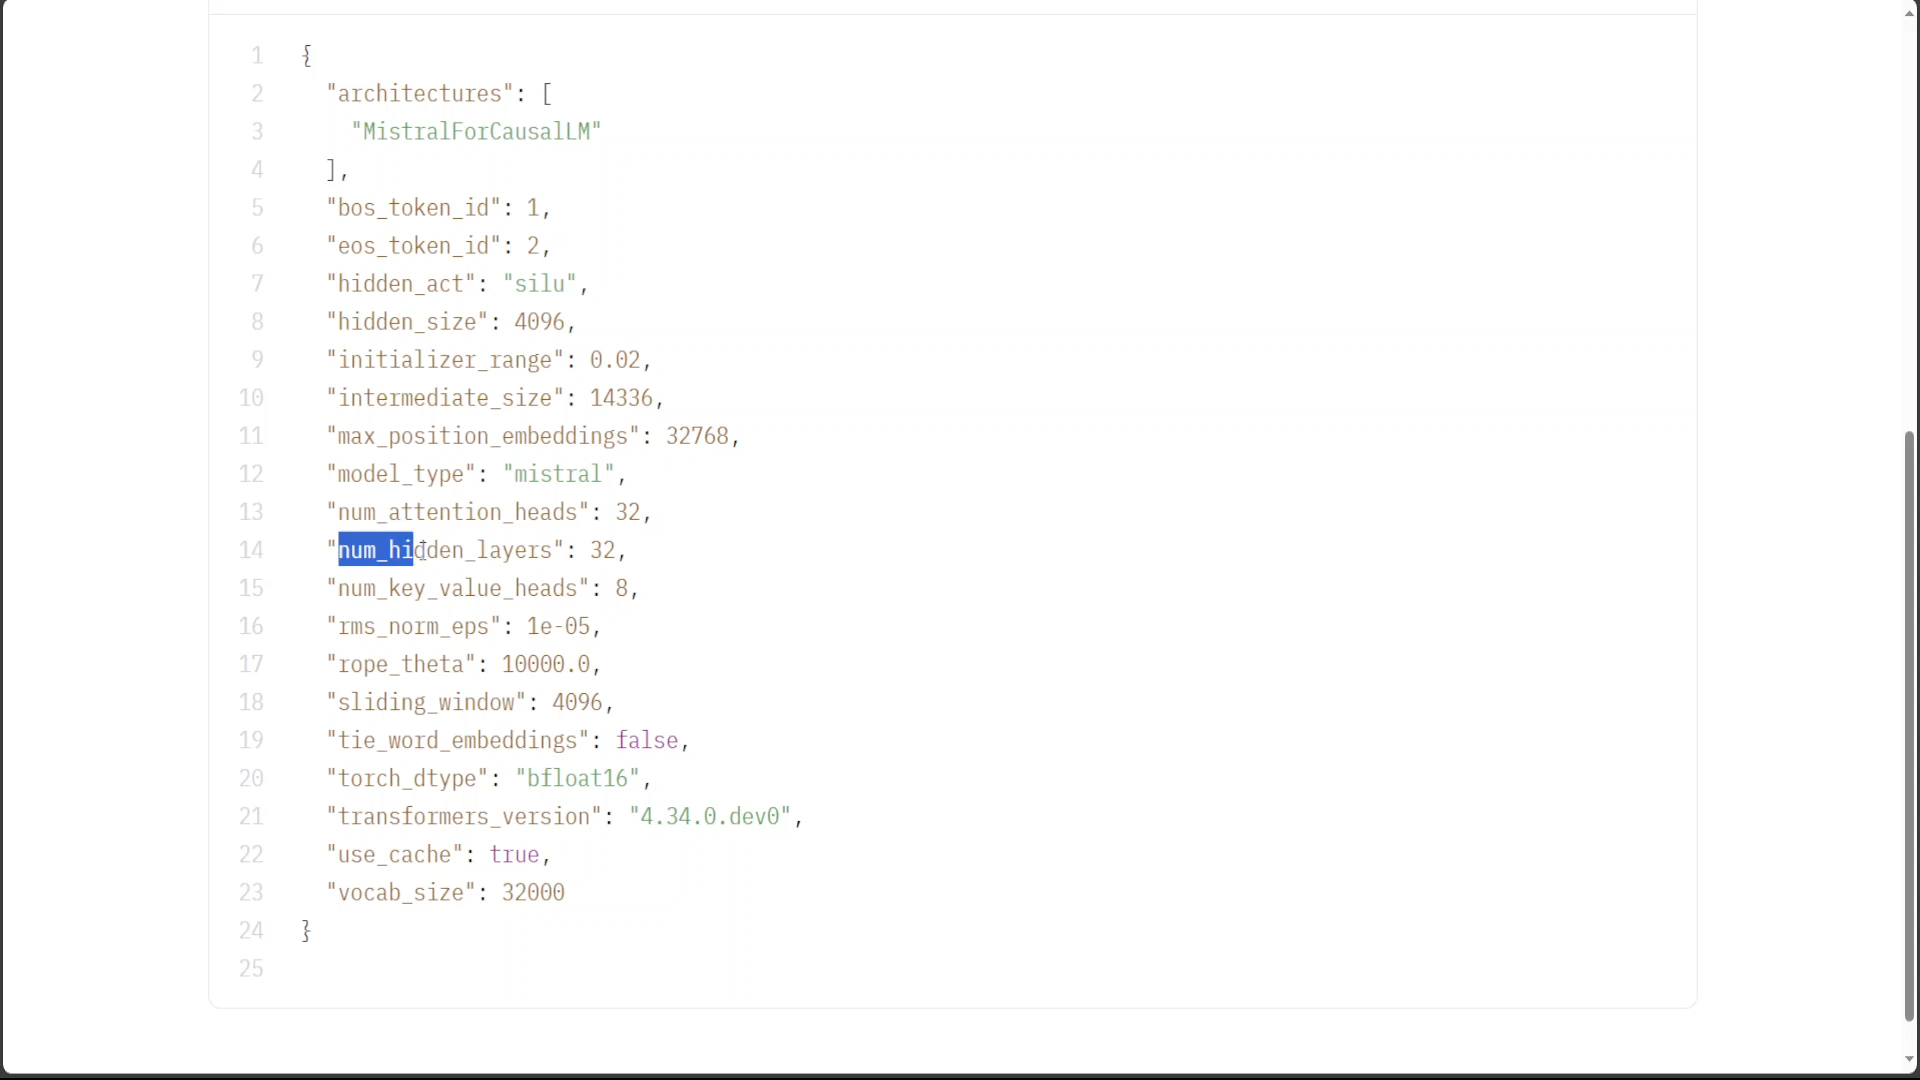 1 {
2 "architectures": [
3 "MistralForCausalLM"
4 ],
5 "bos_token_id": 1,
6 "eos_token_id": 2,
7 "hidden_act": "silu",
8 "hidden_size": 4096,
9 "initializer_range": 0.02,
10 "intermediate_size": 14336,
11 "max_position_embeddings": 32768,
12 "model_type": "mistral",
13 "num_attention_heads": 32,
14 "num_hidden_layers": 32,
15 "num_key_value_heads": 8,
16 "rms_norm_eps": 1e-05,
17 "rope_theta": 10000.0,
18 "sliding_window": 4096,
19 "tie_word_embeddings": false,
20 "torch_dtype": "bfloat16",
21 "transformers_version": "4.34.0.dev0",
22 "use_cache": true,
23 "vocab_size": 32000
24 }
25